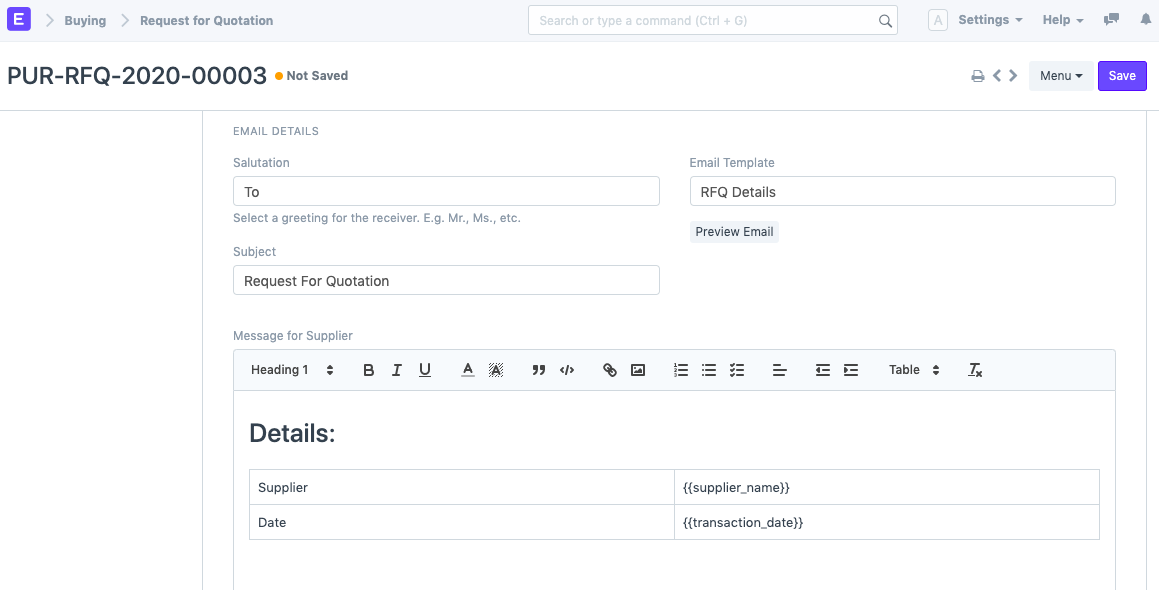 E Buying Request for Quotation Search or type a command (Ctrl + G) A Settings Help
PUR-RFQ-2020-00003 Not Saved Menu Save
EMAIL DETAILS
Salutation Email Template
To RFQ Details
Select a greeting for the receiver. E.g. Mr., Ms., etc.
Preview Email
Subject
Request For Quotation
Message for Supplier
Heading 1 B I U A A Table
Details:
Supplier {{supplier_name}}
Date {{transaction_date}}